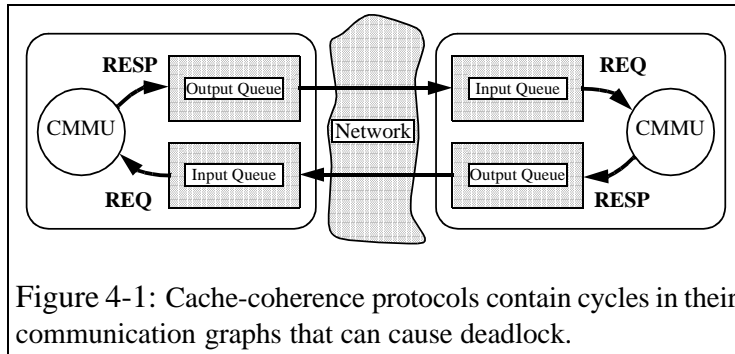 RESP
Output Queue
Input Queue
REQ
CMMU
Network
CMMU
REQ
Input Queue
Output Queue
RESP
Figure 4-1: Cache-coherence protocols contain cycles in their
communication graphs that can cause deadlock.